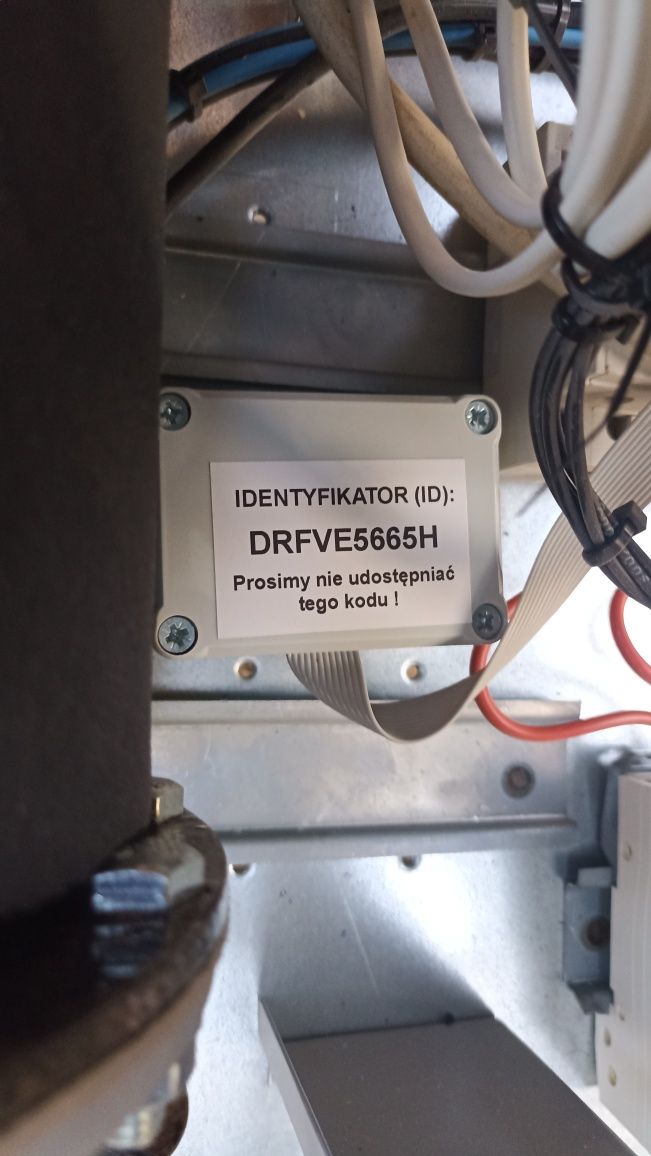 IDENTYFIKATOR (ID):
DRFVE5665H
Prosimy nie udostępniać
tego kodu !